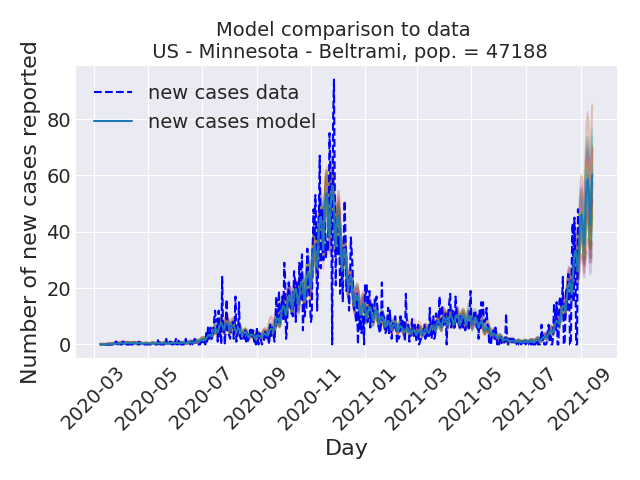 Model comparison to data
US - Minnesota - Beltrami, pop. = 47188
new cases data
new cases model
Number of new cases reported
80
60
40
20
0
2020-03
2020-05
2020-07
2020-09
2020-11
2021-01
2021-03
2021-05
2021-07
2021-09
Day